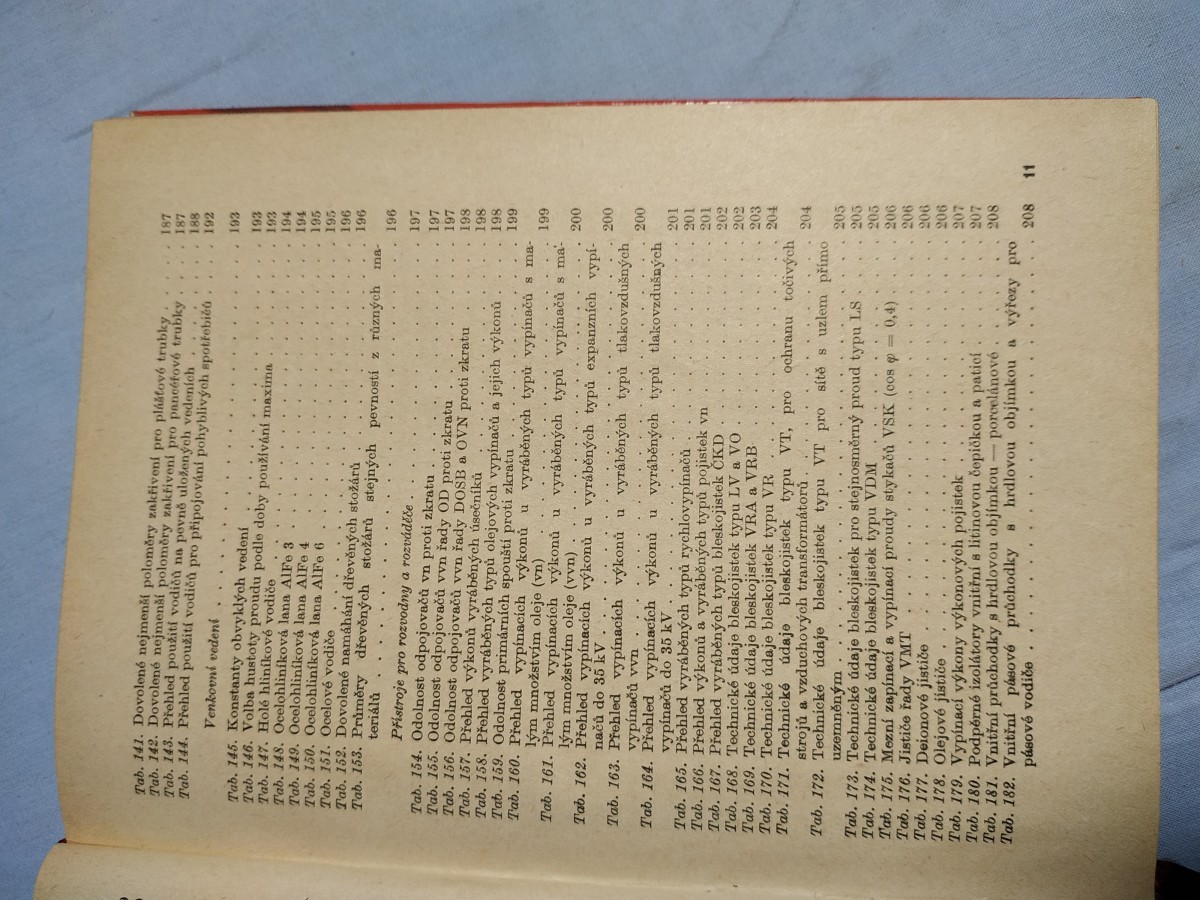 Tab. 141. Dovolené nejmenší poloměry zakřivení pro plášťové trubky . . 187
Tab. 142. Dovolené nejmenší poloměry zakřivení pro pancéřové trubky 187
Tab. 143. Přehled použití vodičů na pevně uložených vedeních . . . . . 188
Tab. 144. Přehled použití vodičů pro připojování pohyblivých spotřebičů 192
Venkovní vedení
Tab. 145. Konstanty obvyklých vedení . . . . . . . . . . . . . . 193
Tab. 146. Volba hustoty proudu podle doby používání maxima . . . . 193
Tab. 147. Holé hliníkové vodiče . . . . . . . . . . . . . . . . 193
Tab. 148. Ocelohliníková lana AlFe 3 . . . . . . . . . . . . . . 194
Tab. 149. Ocelohliníková lana AlFe 4 . . . . . . . . . . . . . . 194
Tab. 150. Ocelohliníková lana AlFe 6 . . . . . . . . . . . . . . 195
Tab. 151. Ocelové vodiče . . . . . . . . . . . . . . . . . . . 195
Tab. 152. Dovolené namáhání dřevěných stožárů . . . . . . . . . 196
Tab. 153. Průměry dřevěných stožárů stejných pevností z různých ma- 196
teriálů . . . . . . . . . . . . . . . . . . . . . . 196
Přístroje pro rozvodny a rozváděče
Tab. 154. Odolnost odpojovačů vn proti zkratu . . . . . . . . . . 197
Tab. 155. Odolnost odpojovačů vvn proti zkratu . . . . . . . . . 197
Tab. 156. Odolnost odpojovačů vvn řady OD proti zkratu . . . . . . 197
Tab. 157. Přehled výkonů vyráběných DOSB a OVN proti zkratu . . . 198
Tab. 158. Přehled vyráběných úsečníků . . . . . . . . . . . . . 198
Tab. 159. Odolnost vyráběných typů olejových vypínačů a jejich výkonů 198
Tab. 160. Přehled primárních spouští proti zkratu . . . . . . . . 199
Tab. 161. Přehled vypínacích výkonů u vyráběných typů vypínačů s ma-
lým množstvím oleje (vn) . . . . . . . . . . . . . . . 199
Tab. 162. Přehled vypínacích výkonů u vyráběných typů vypínačů s ma-
lým množstvím oleje (vvn) . . . . . . . . . . . . . . 200
Tab. 163. Přehled vypínacích výkonů u vyráběných typů expanzních vypí-
načů do 35 kV . . . . . . . . . . . . . . . . . . . 200
Tab. 164. Přehled vypínacích výkonů u vyráběných typů tlakovzdušných
vypínačů vvn . . . . . . . . . . . . . . . . . . . 200
vypínačů do 35 kV . . . . . . . . . . . . . . . . . . 201
Tab. 165. Přehled vyráběných typů rychlovypínačů . . . . . . . . . 201
Tab. 166. Přehled výkonů a vyráběných typů pojistek vn . . . . . . 201
Tab. 167. Přehled vyráběných typů bleskojistek ČKD . . . . . . . . 202
Tab. 168. Technické údaje bleskojistek typu LV a VO . . . . . . . 202
Tab. 169. Technické údaje bleskojistek VRA a VRB . . . . . . . . 203
Tab. 170. Technické údaje bleskojistek typu VR . . . . . . . . . 204
Tab. 171. Technické údaje bleskojistek typu VT, pro ochranu točivých
strojů a vzduchových transformátorů . . . . . . . . . . 204
Tab. 172. Technické údaje bleskojistek typu VT pro sítě s uzlem přímo
uzemněným . . . . . . . . . . . . . . . . . . . . . 205
Tab. 173. Technické údaje bleskojistek pro stejnosměrný proud typu LS 205
Tab. 174. Technické údaje bleskojistek typu VDM . . . . . . . . . 205
Tab. 175. Mezní zapínací a vypínací proudy stykačů VSK (cos φ = 0,4) 206
Tab. 176. Jističe řady VMT . . . . . . . . . . . . . . . . . . 206
Tab. 177. Deionové jističe . . . . . . . . . . . . . . . . . . . 206
Tab. 178. Olejové jističe . . . . . . . . . . . . . . . . . . . . 206
Tab. 179. Vypínací výkony výkonových pojistek . . . . . . . . . . 207
Tab. 180. Podpěrné izolátory vnitřní s litinovou čepičkou a paticí . . . 207
Tab. 181. Vnitřní průchodky s hrdlovou objímkou — porcelánové . . . 208
Tab. 182. Vnitřní pásové průchodky s hrdlovou objímkou a výřezy pro
pásové vodiče . . . . . . . . . . . . . . . . . . . . 208
11